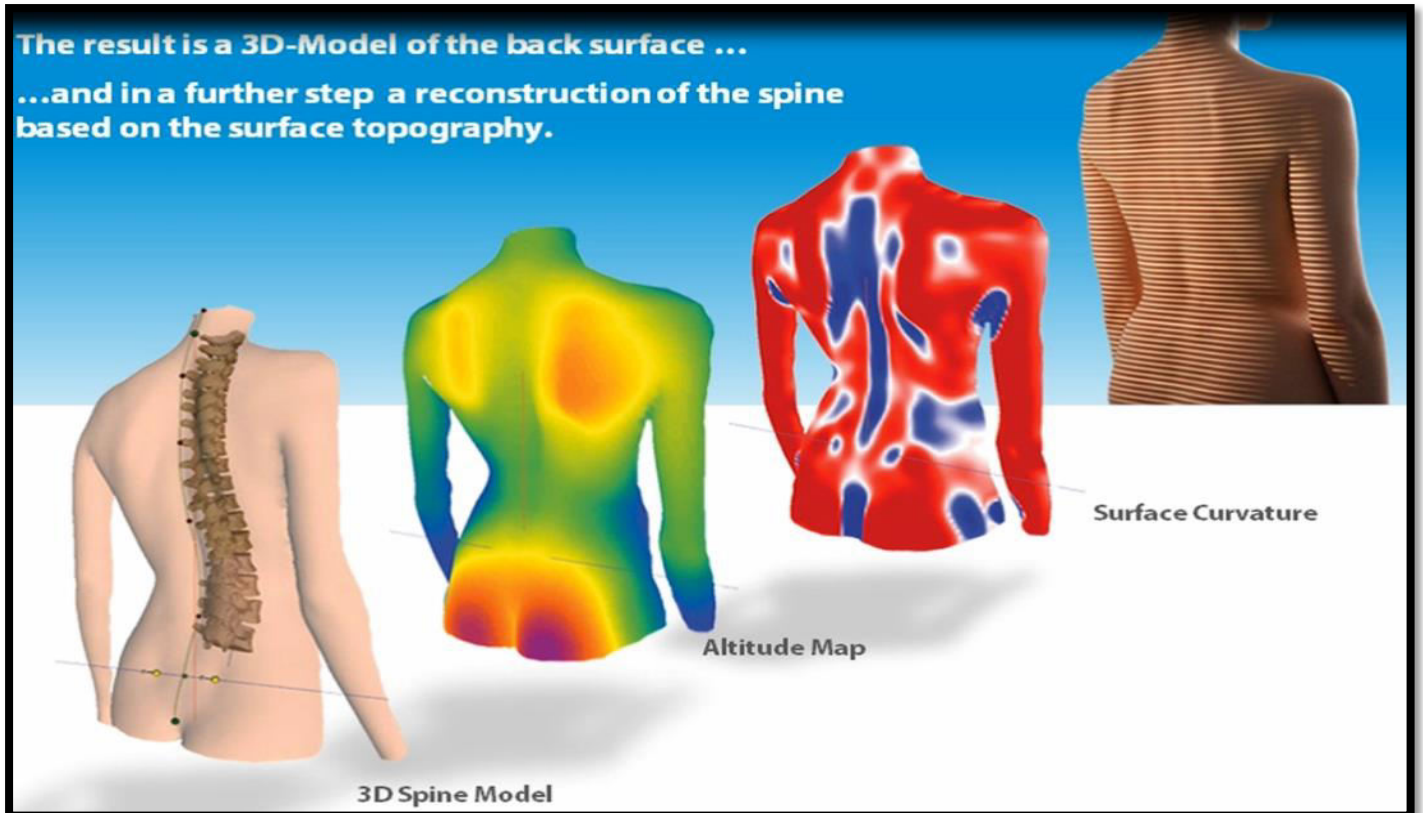 The result is a 3D-Model of the back surface ...
...and in a further step a reconstruction of the spine
based on the surface topography.
Surface Curvature
Altitude Map
3D Spine Model